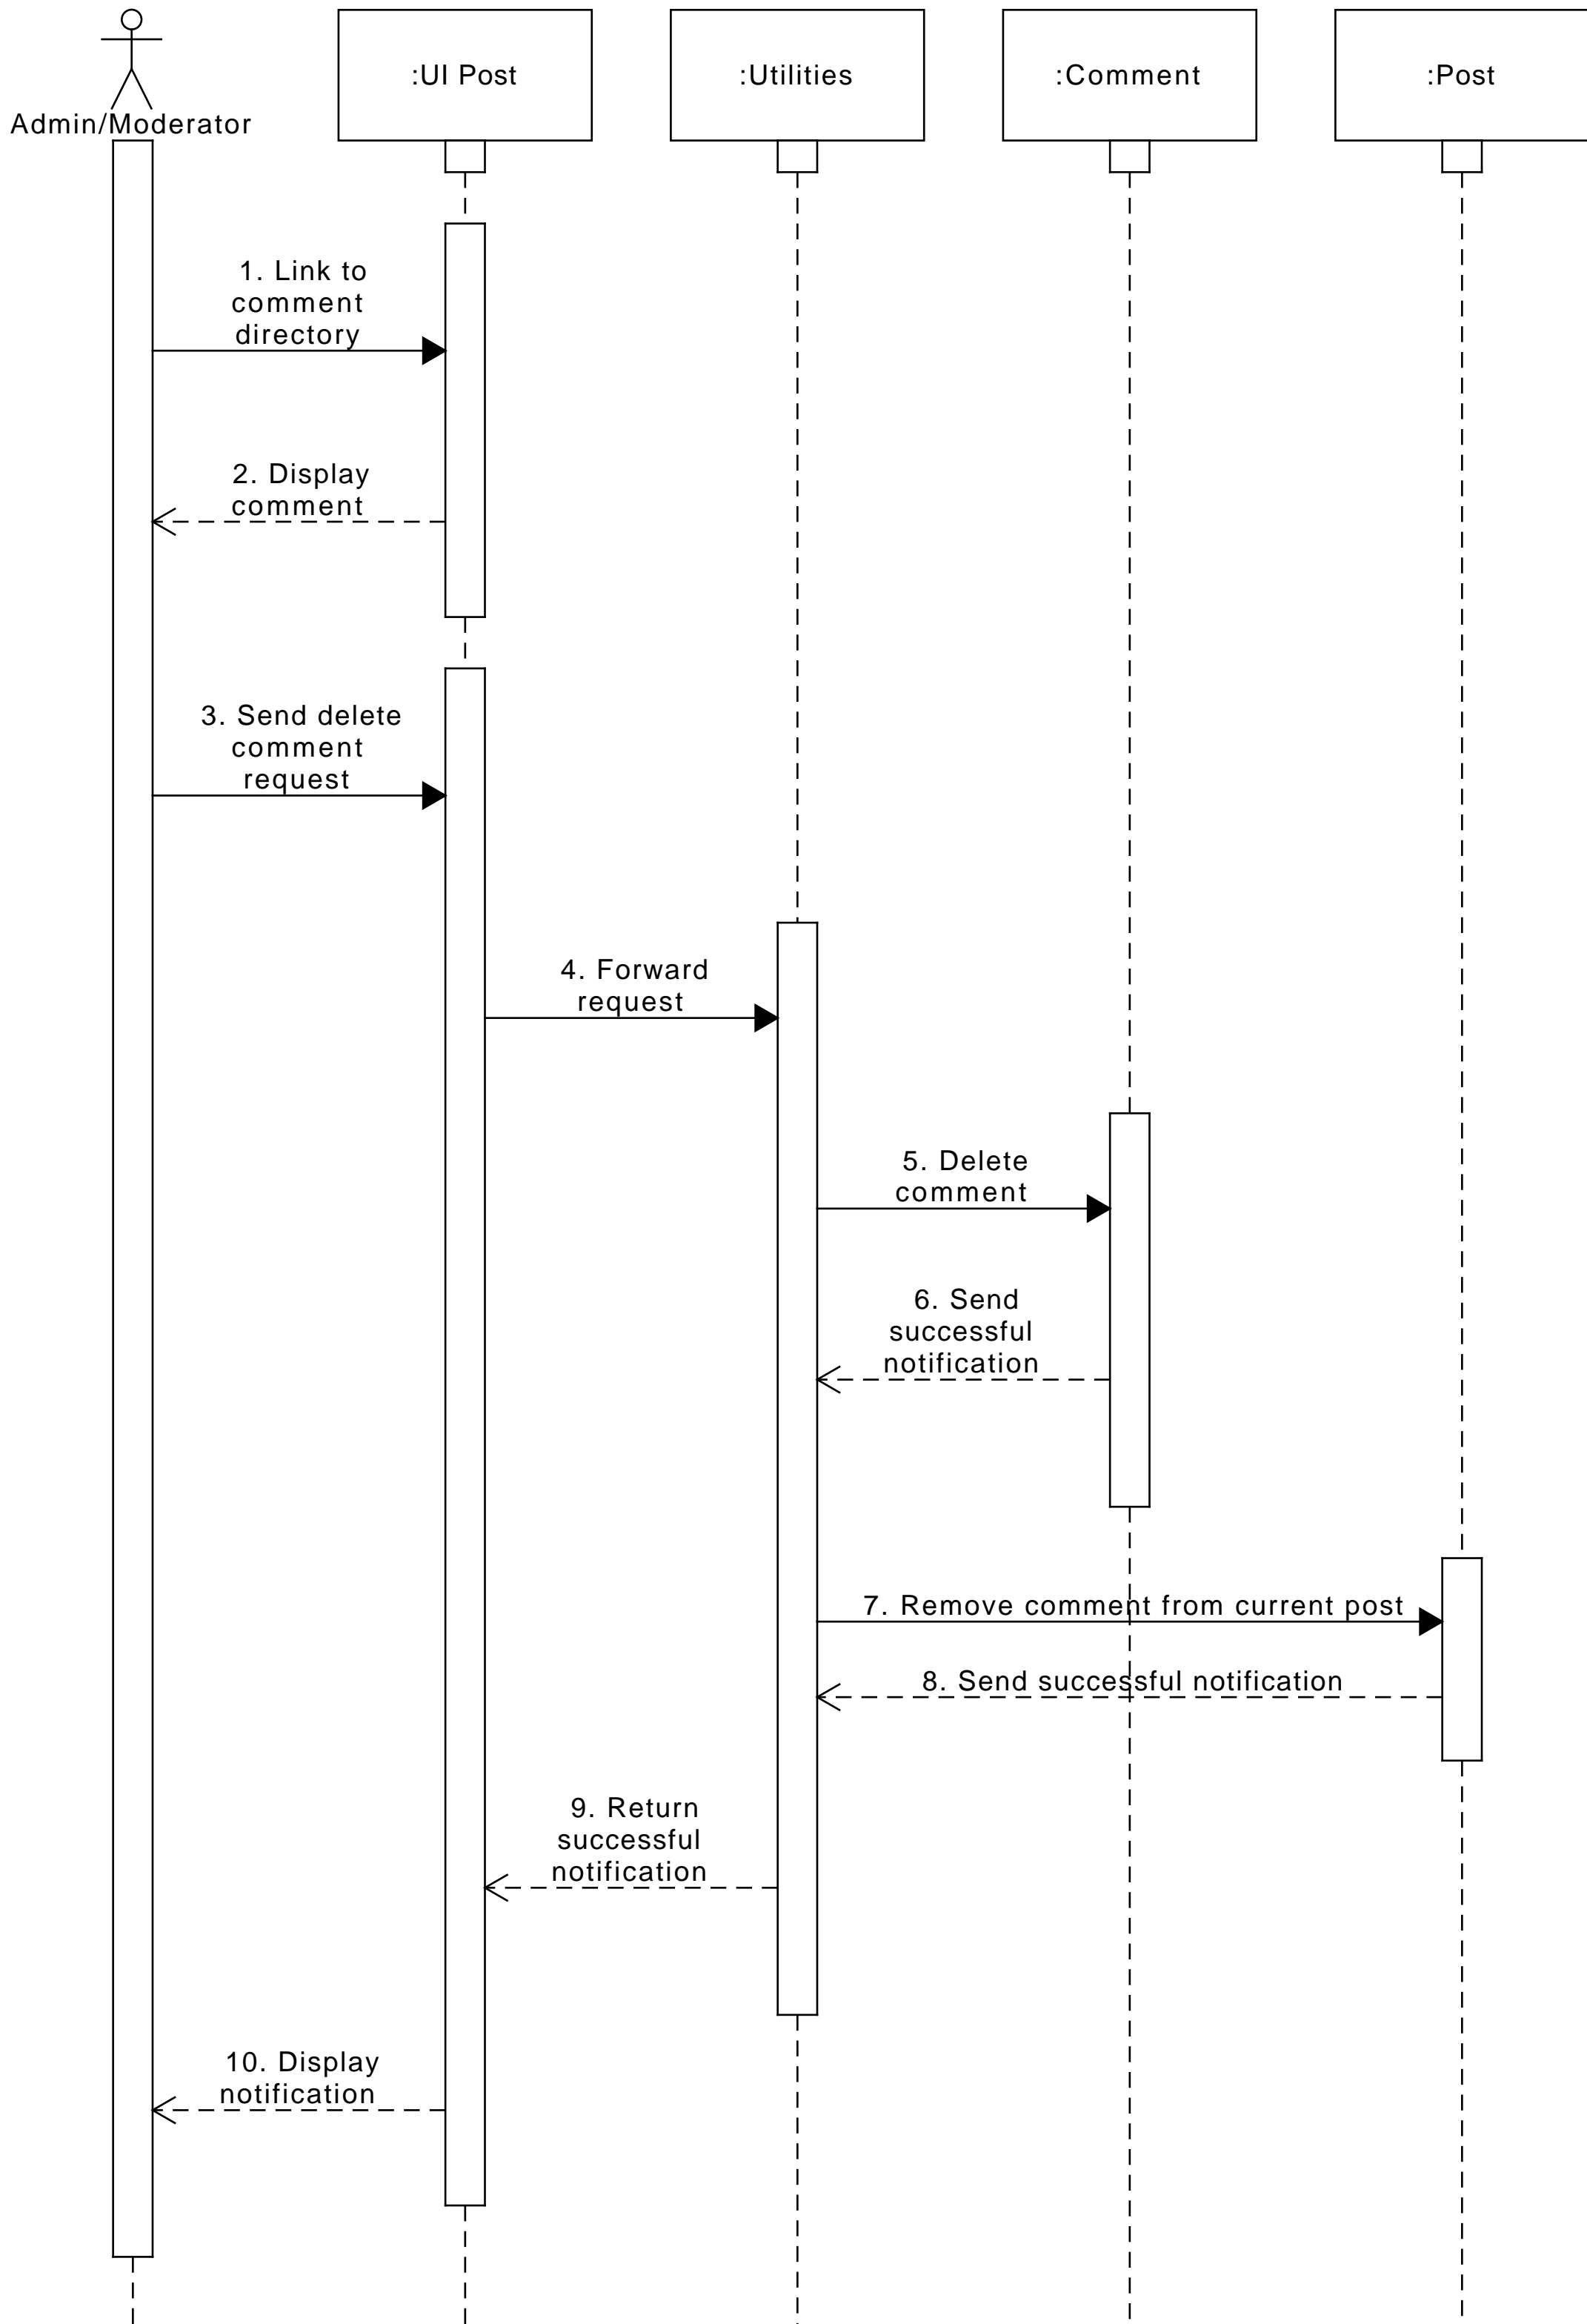 Admin/Moderator
:UI Post
:Utilities
:Comment
:Post
1. Link to
comment
directory
2. Display
comment
3. Send delete
comment
request
4. Forward
request
5. Delete
comment
6. Send
successful
notification
7. Remove comment from current post
8. Send successful notification
9. Return
successful
notification
10. Display
notification